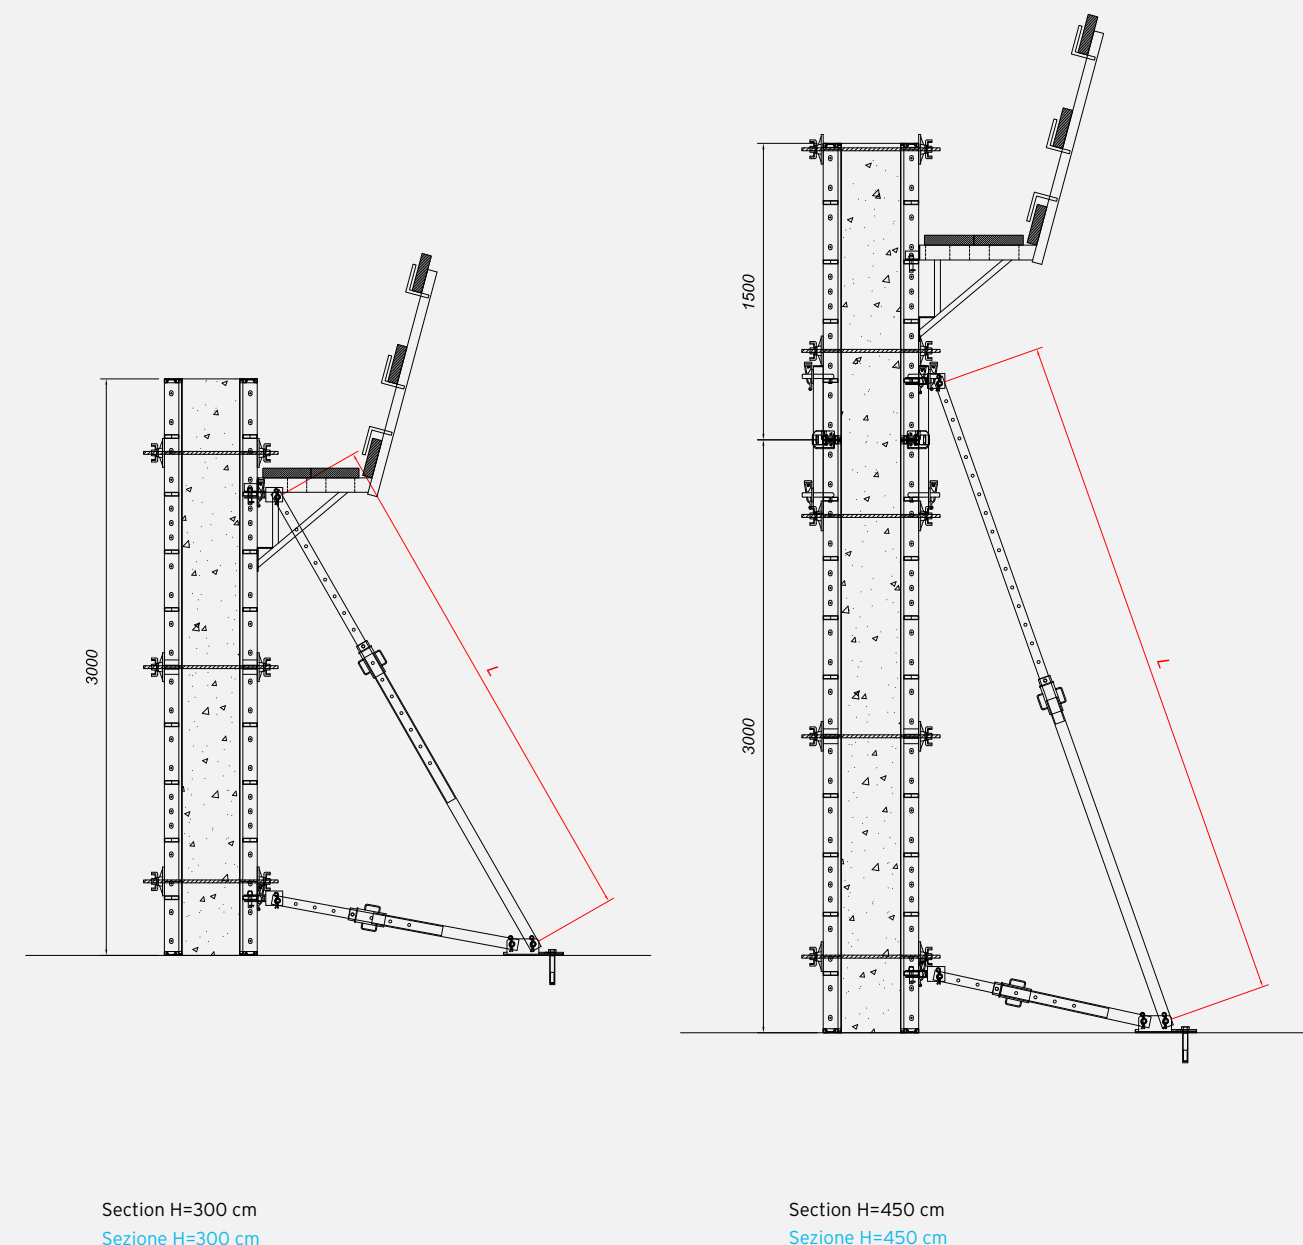 1500
3000
L
L
3000
Section H=300 cm
Sezione H=300 cm
Section H=450 cm
Sezione H=450 cm